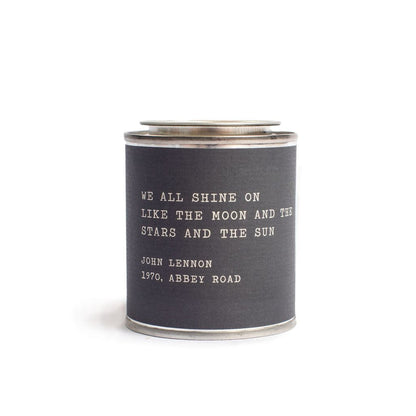 WE ALL SHINE ON
LIKE THE MOON AND THE
STARS AND THE SUN
JOHN LENNON
1970, ABBEY ROAD